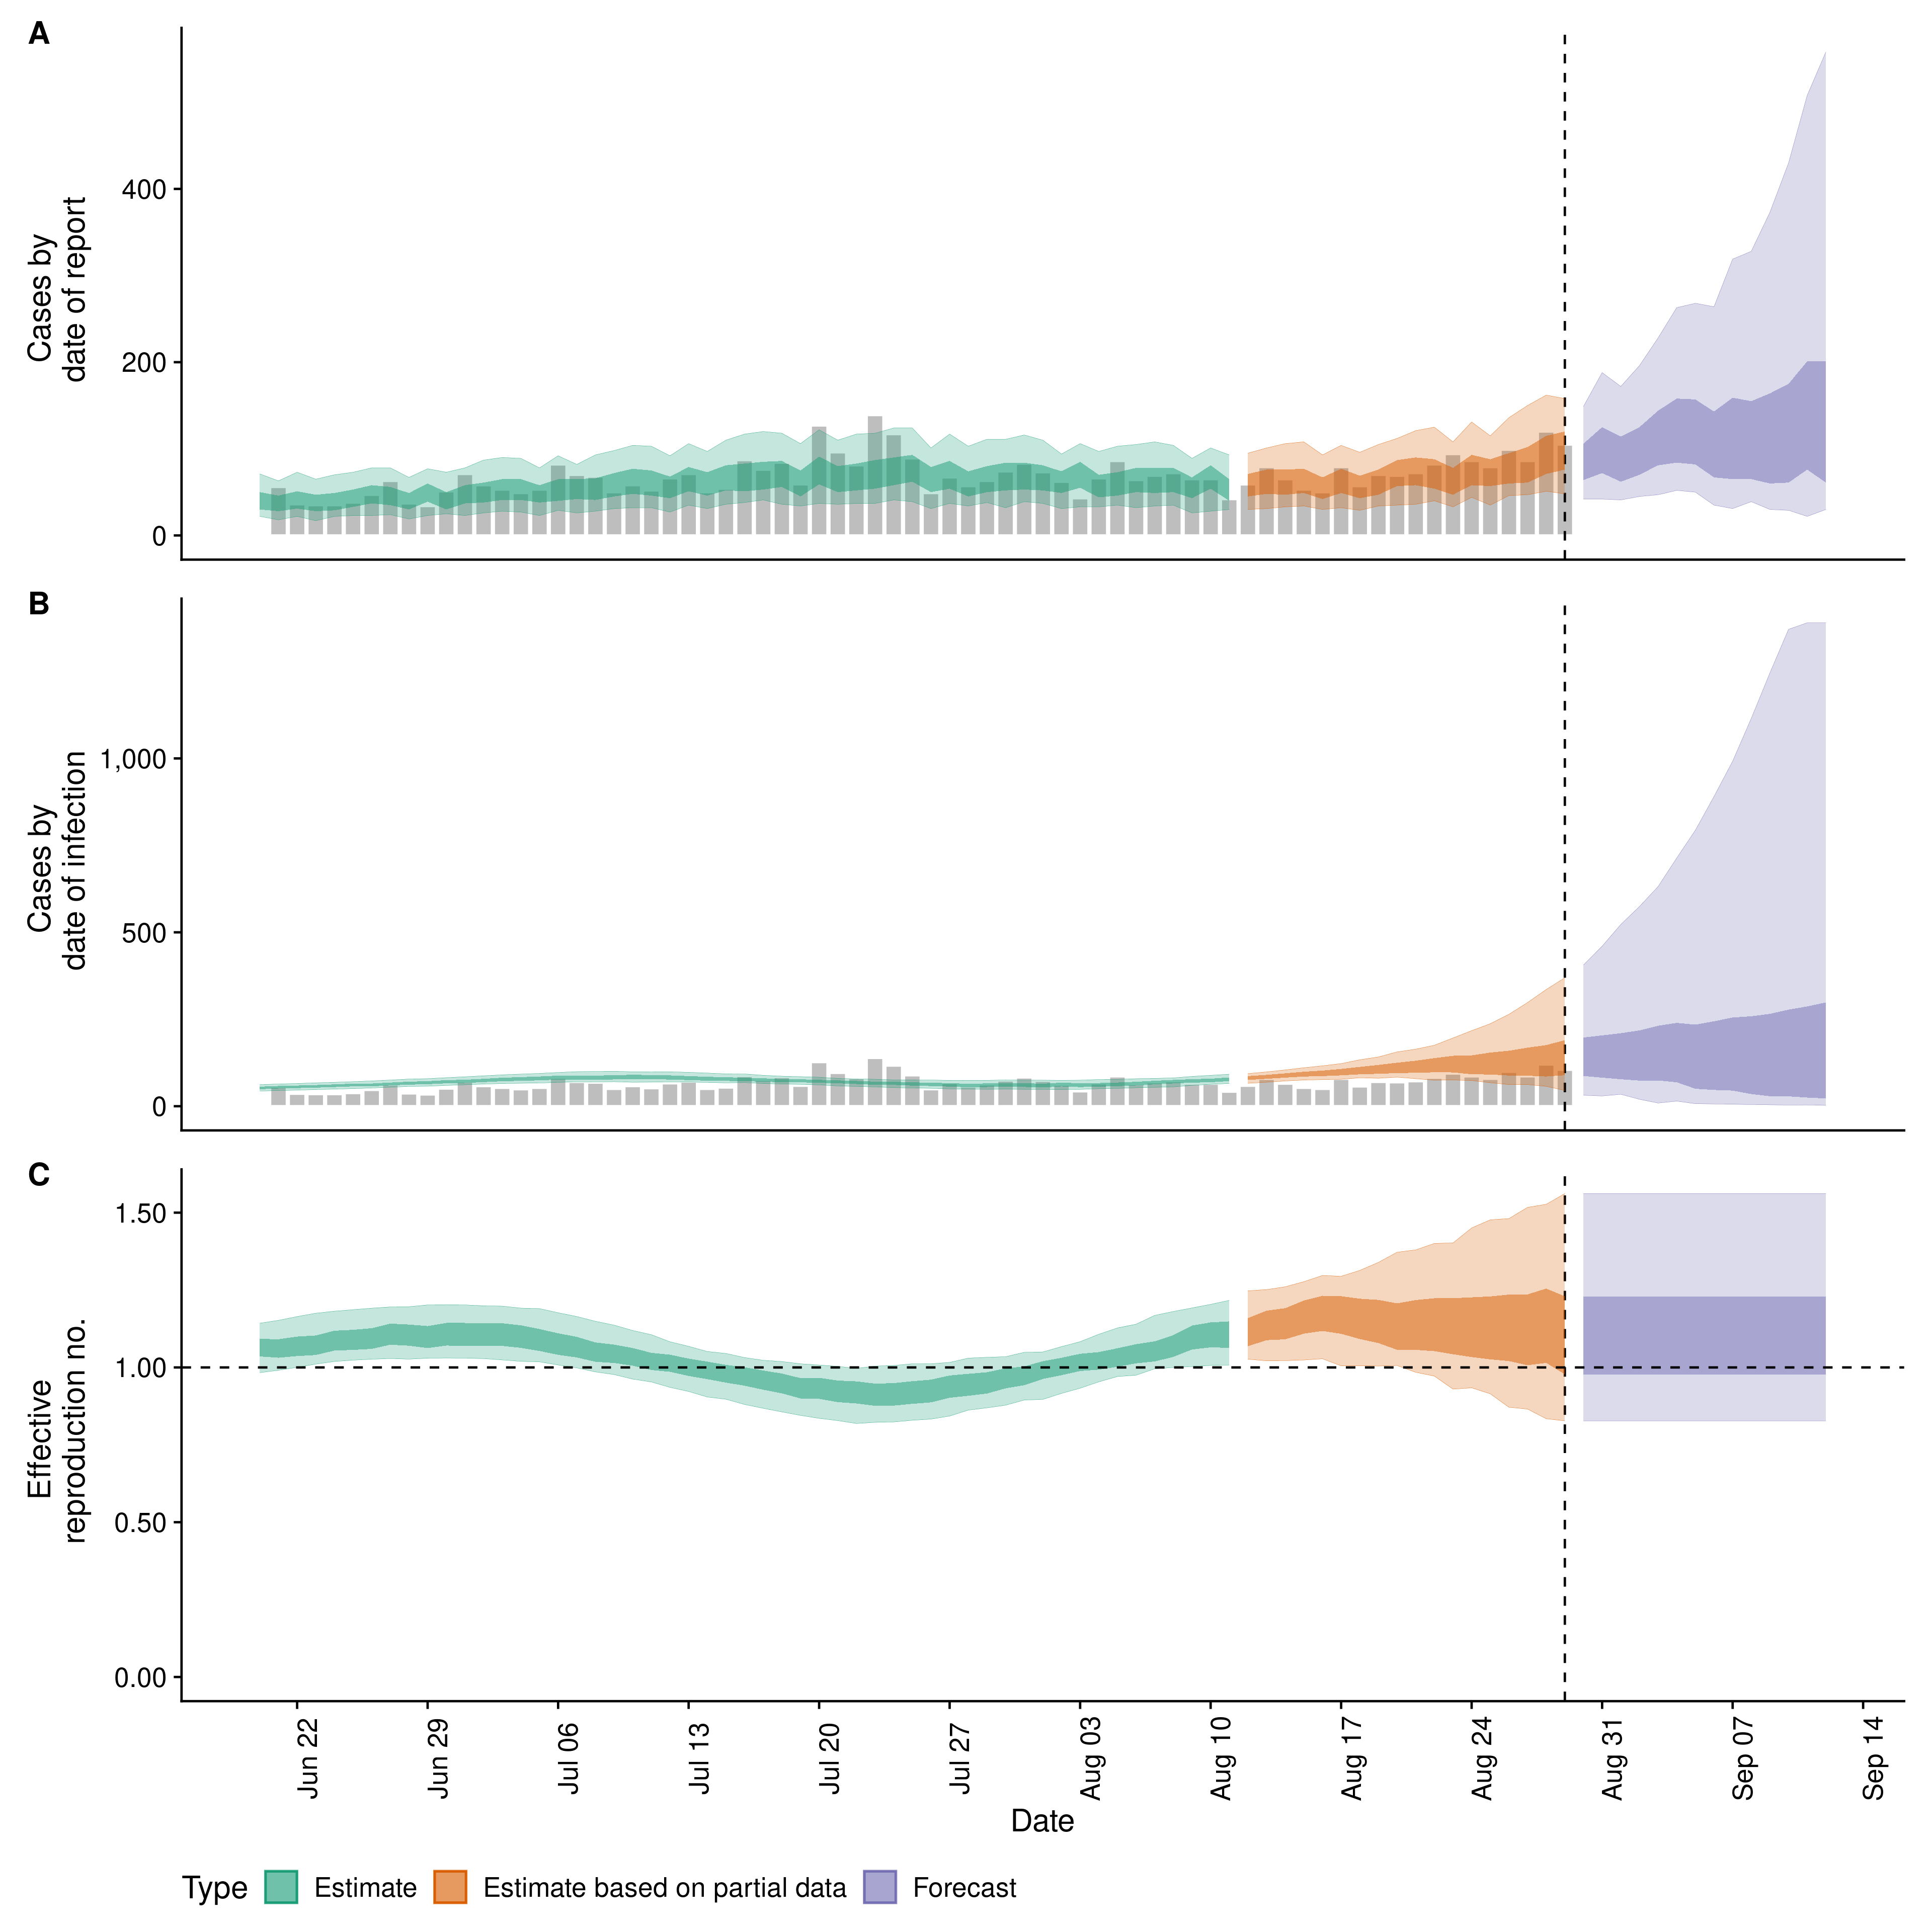 A
Cases by
date of report
400
200
0
B
Cases by
date of infection
1,000
500
0
C
Effective
reproduction no.
1.50
1.00
0.50
0.00
Jun 22
Jun 29
Jul 06
Jul 13
Jul 20
Jul 27
Aug 03
Aug 10
Aug 17
Aug 24
Aug 31
Sep 07
Sep 14
Date
Type Estimate Estimate based on partial data Forecast